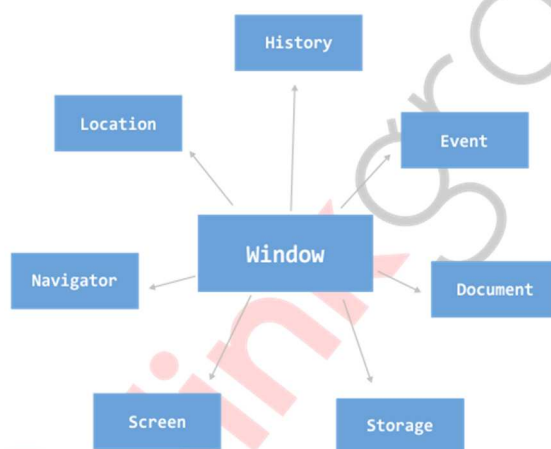 History
Location
Event
Window
Navigator
Document
Screen
Storage